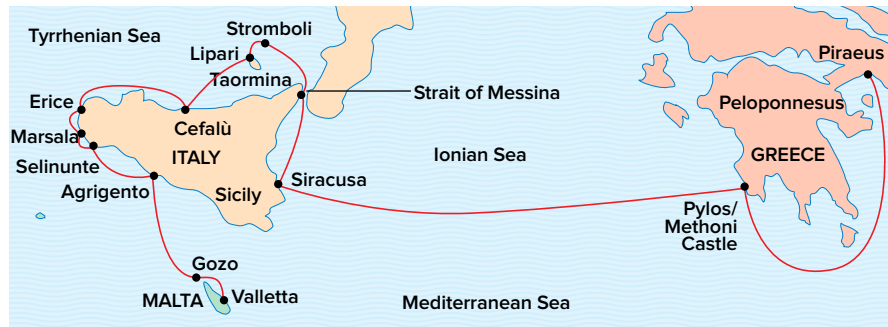 Stromboli
Tyrrhenian Sea
Lipari
Taormina
Piraeus
Strait of Messina
Erice
Peloponnesus
Cefalù
Marsala
ITALY
Ionian Sea
GREECE
Selinunte
Agrigento
Sicily
Siracusa
Pylos/
Methoni
Castle
Gozo
MALTA
Valletta
Mediterranean Sea